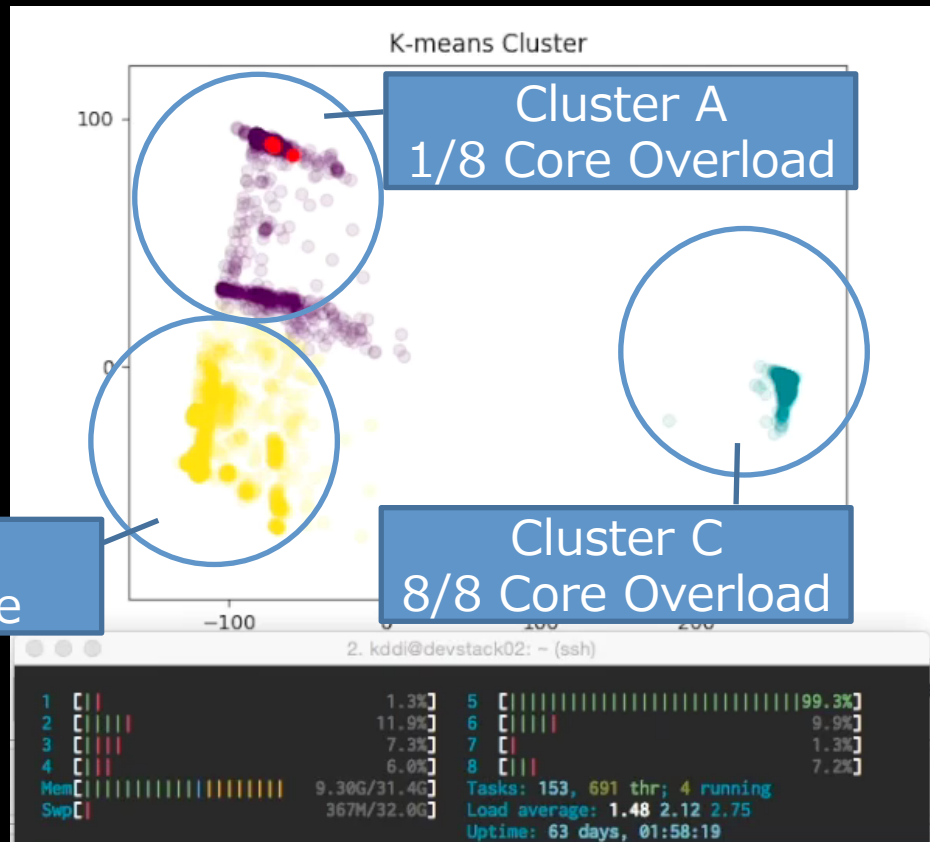 K-means Cluster
Cluster A
1/8 Core Overload
100
0
Cluster C
8/8 Core Overload
e
−100
100
200
2. kddi@devstack02: ~ (ssh)
1 [|| 1.3%] 5 [||||||||||||||||||||||||||||99.3%]
2 [||||| 11.9%] 6 [||||| 9.9%]
3 [|||| 7.3%] 7 [| 1.3%]
4 [||| 6.0%] 8 [||| 7.2%]
Mem[|||||||||||||||||||| 9.30G/31.4G] Tasks: 153, 691 thr; 4 running
Swp[| 367M/32.0G] Load average: 1.48 2.12 2.75
Uptime: 63 days, 01:58:19